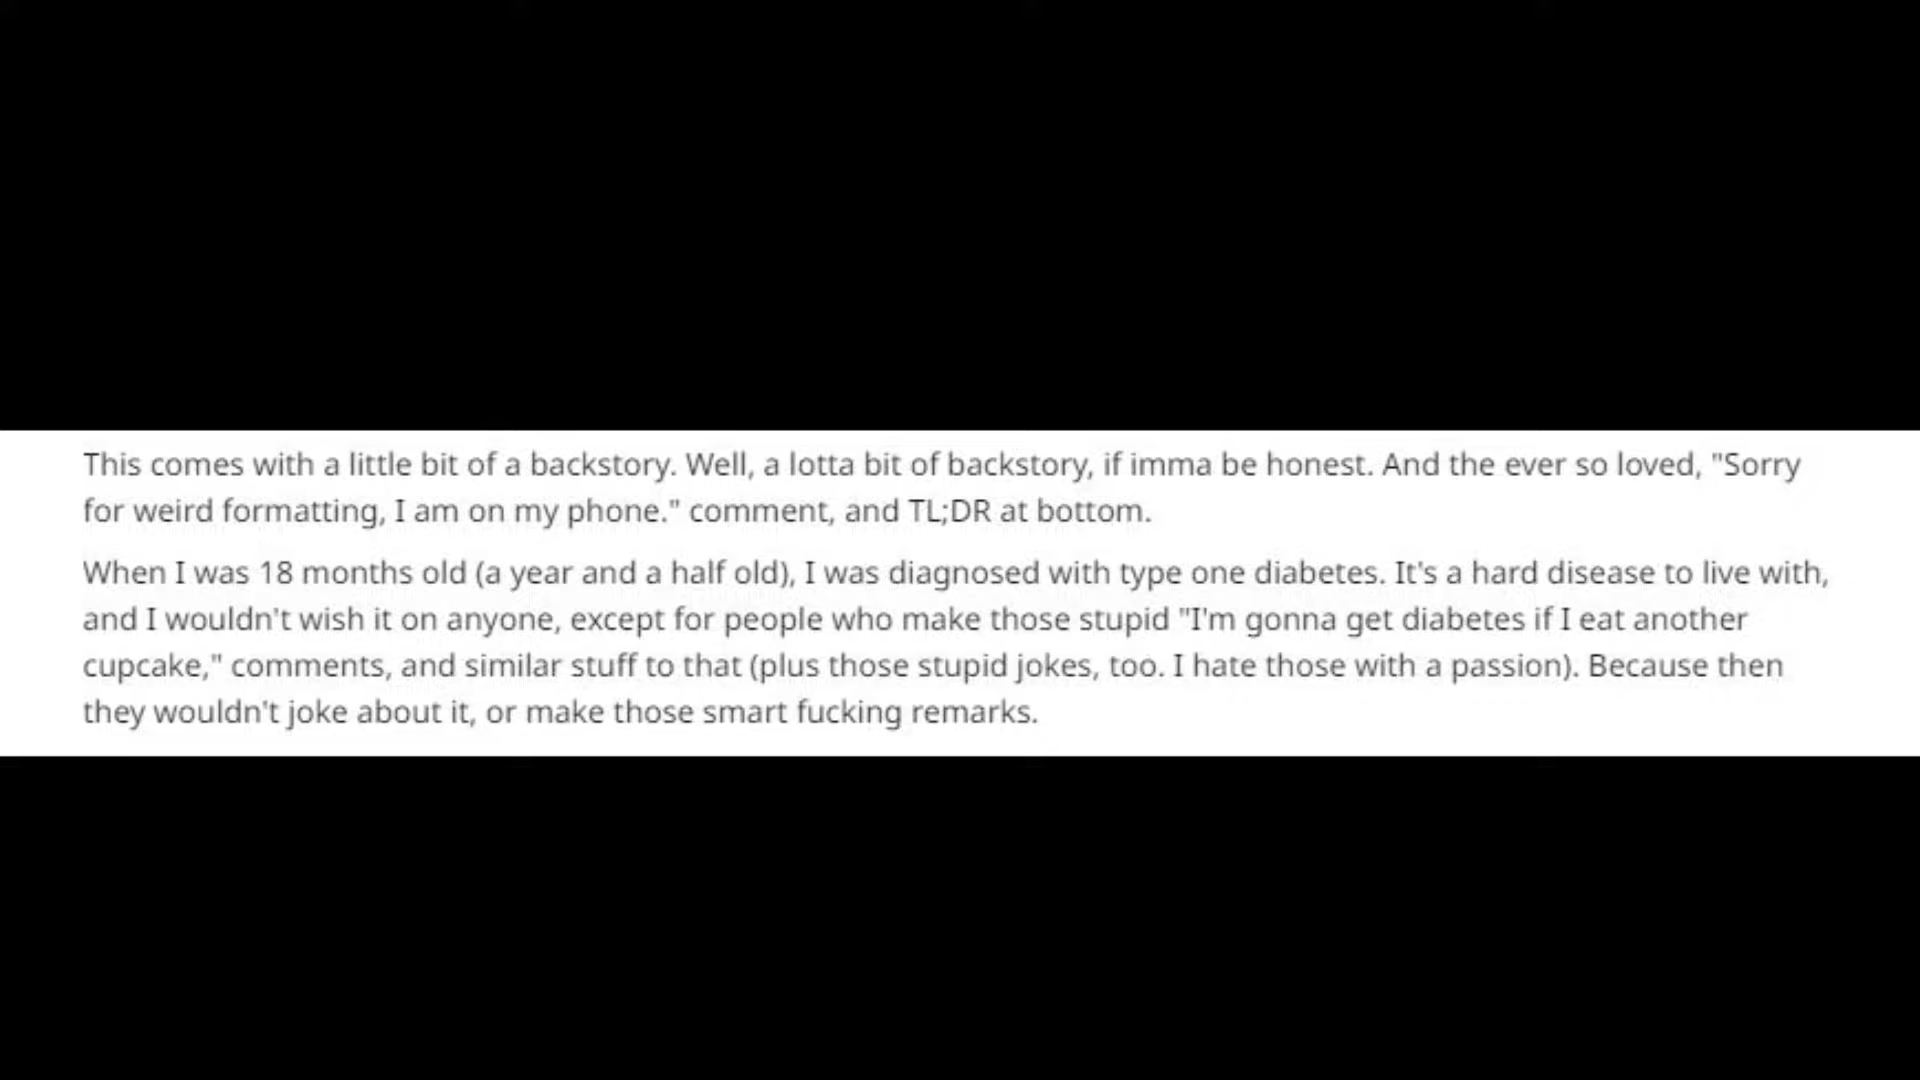 This comes with a little bit of a backstory. Well, a lotta bit of backstory, if imma be honest. And the ever so loved, "Sorry
for weird formatting, I am on my phone." comment, and TL;DR at bottom.
When I was 18 months old (a year and a half old), I was diagnosed with type one diabetes. It's a hard disease to live with,
and I wouldn't wish it on anyone, except for people who make those stupid "I'm gonna get diabetes if I eat another
cupcake," comments, and similar stuff to that (plus those stupid jokes, too. I hate those with a passion). Because then
they wouldn't joke about it, or make those smart fucking remarks.